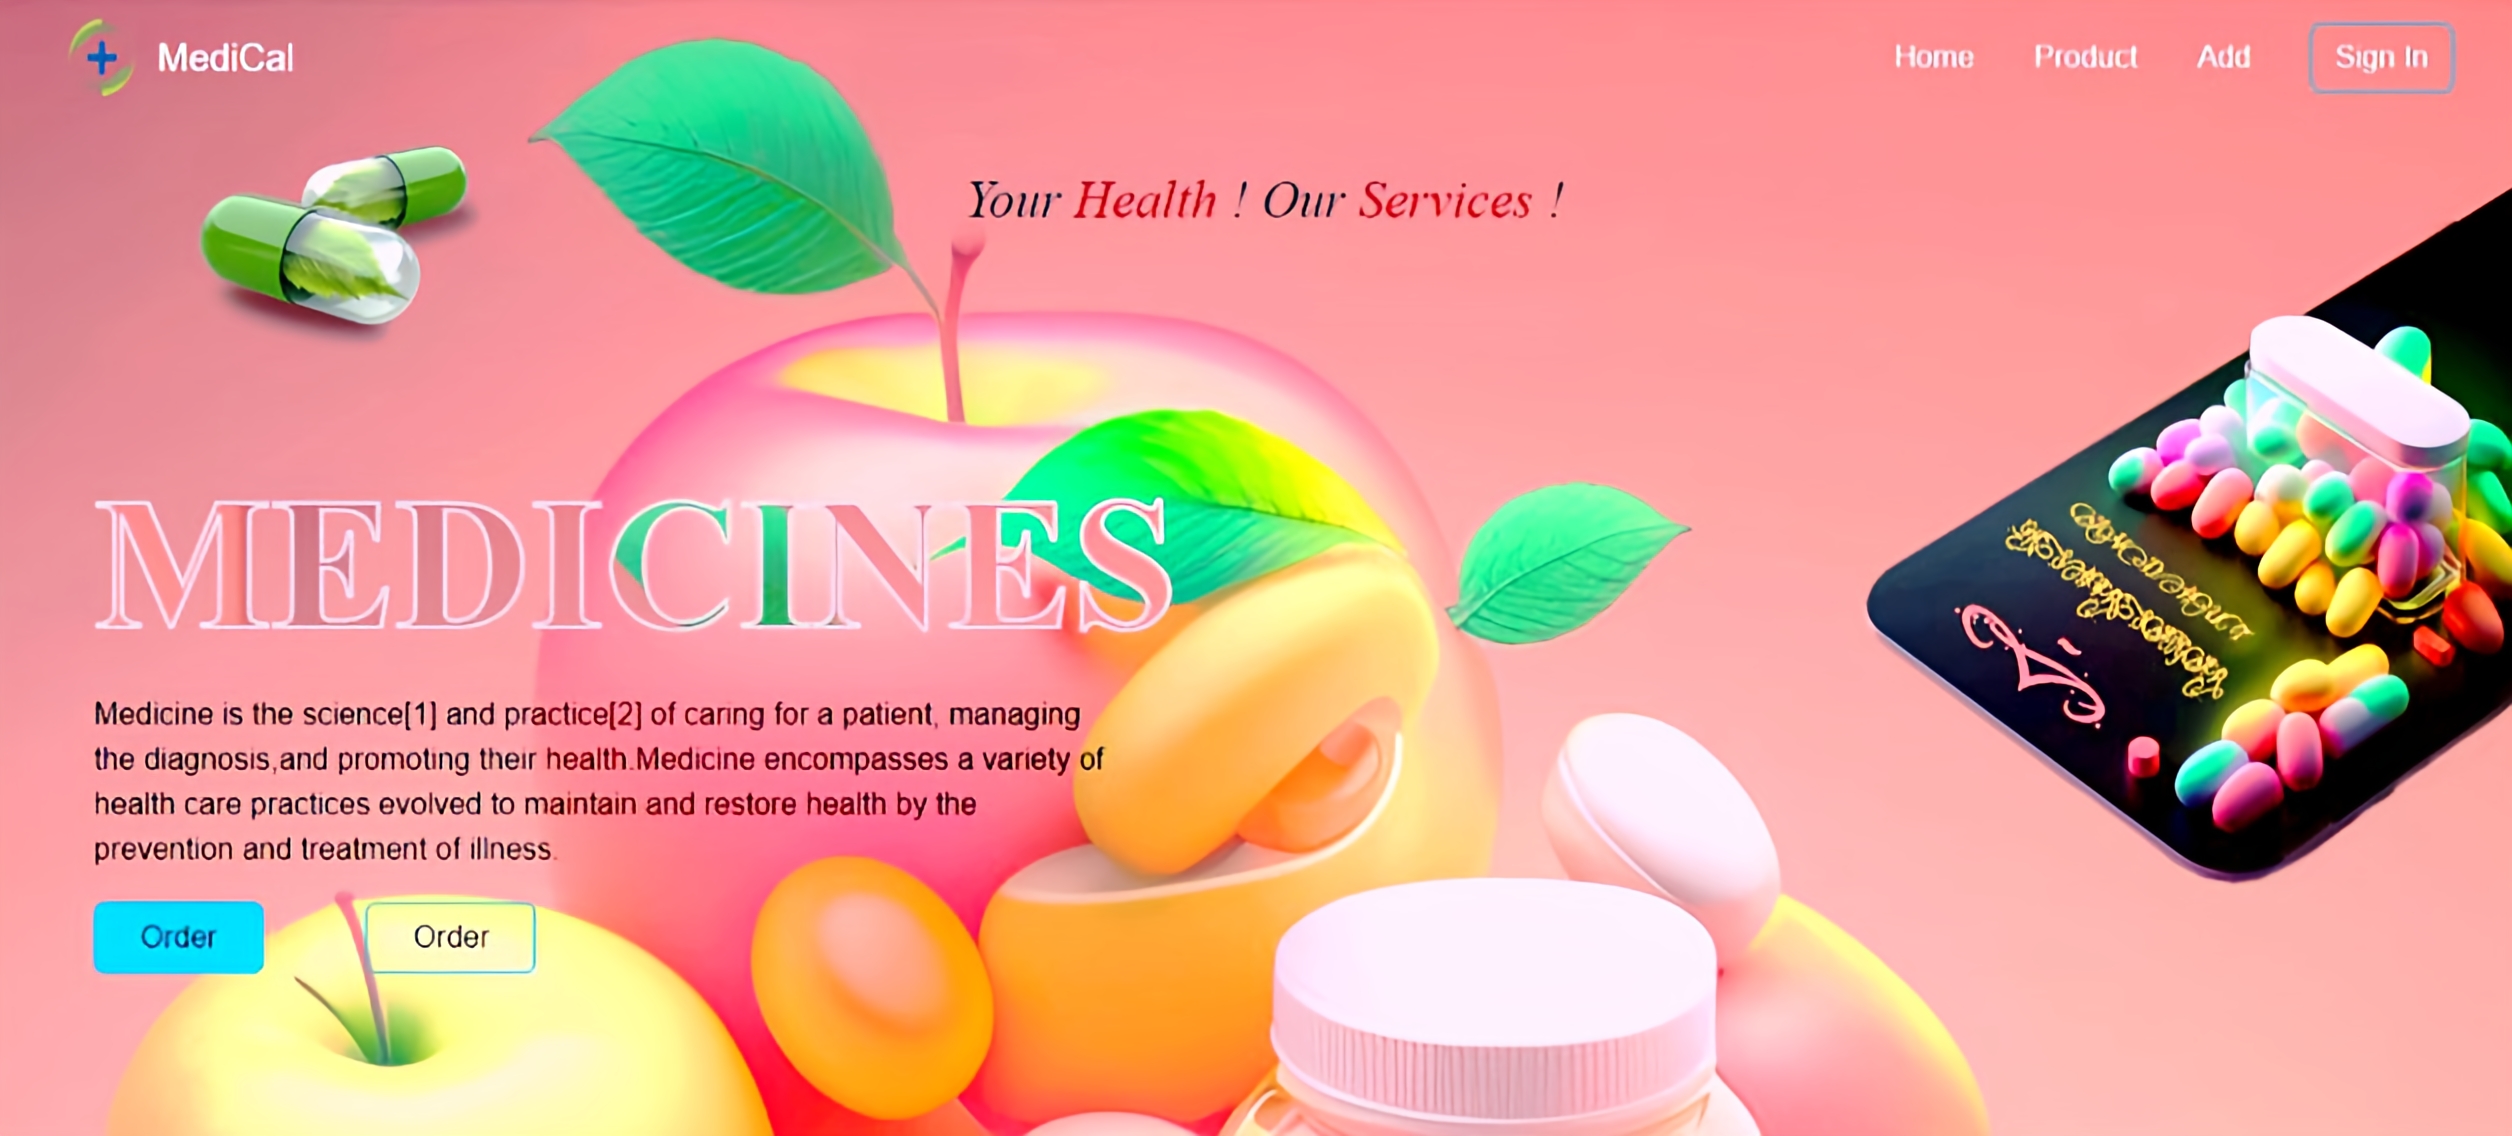 MediCal
Home Product Add Sign In
Your Health ! Our Services !
MEDICINES
Medicine is the science[1] and practice[2] of caring for a patient, managing
the diagnosis,and promoting their health.Medicine encompasses a variety of
health care practices evolved to maintain and restore health by the
prevention and treatment of illness.
Order Order